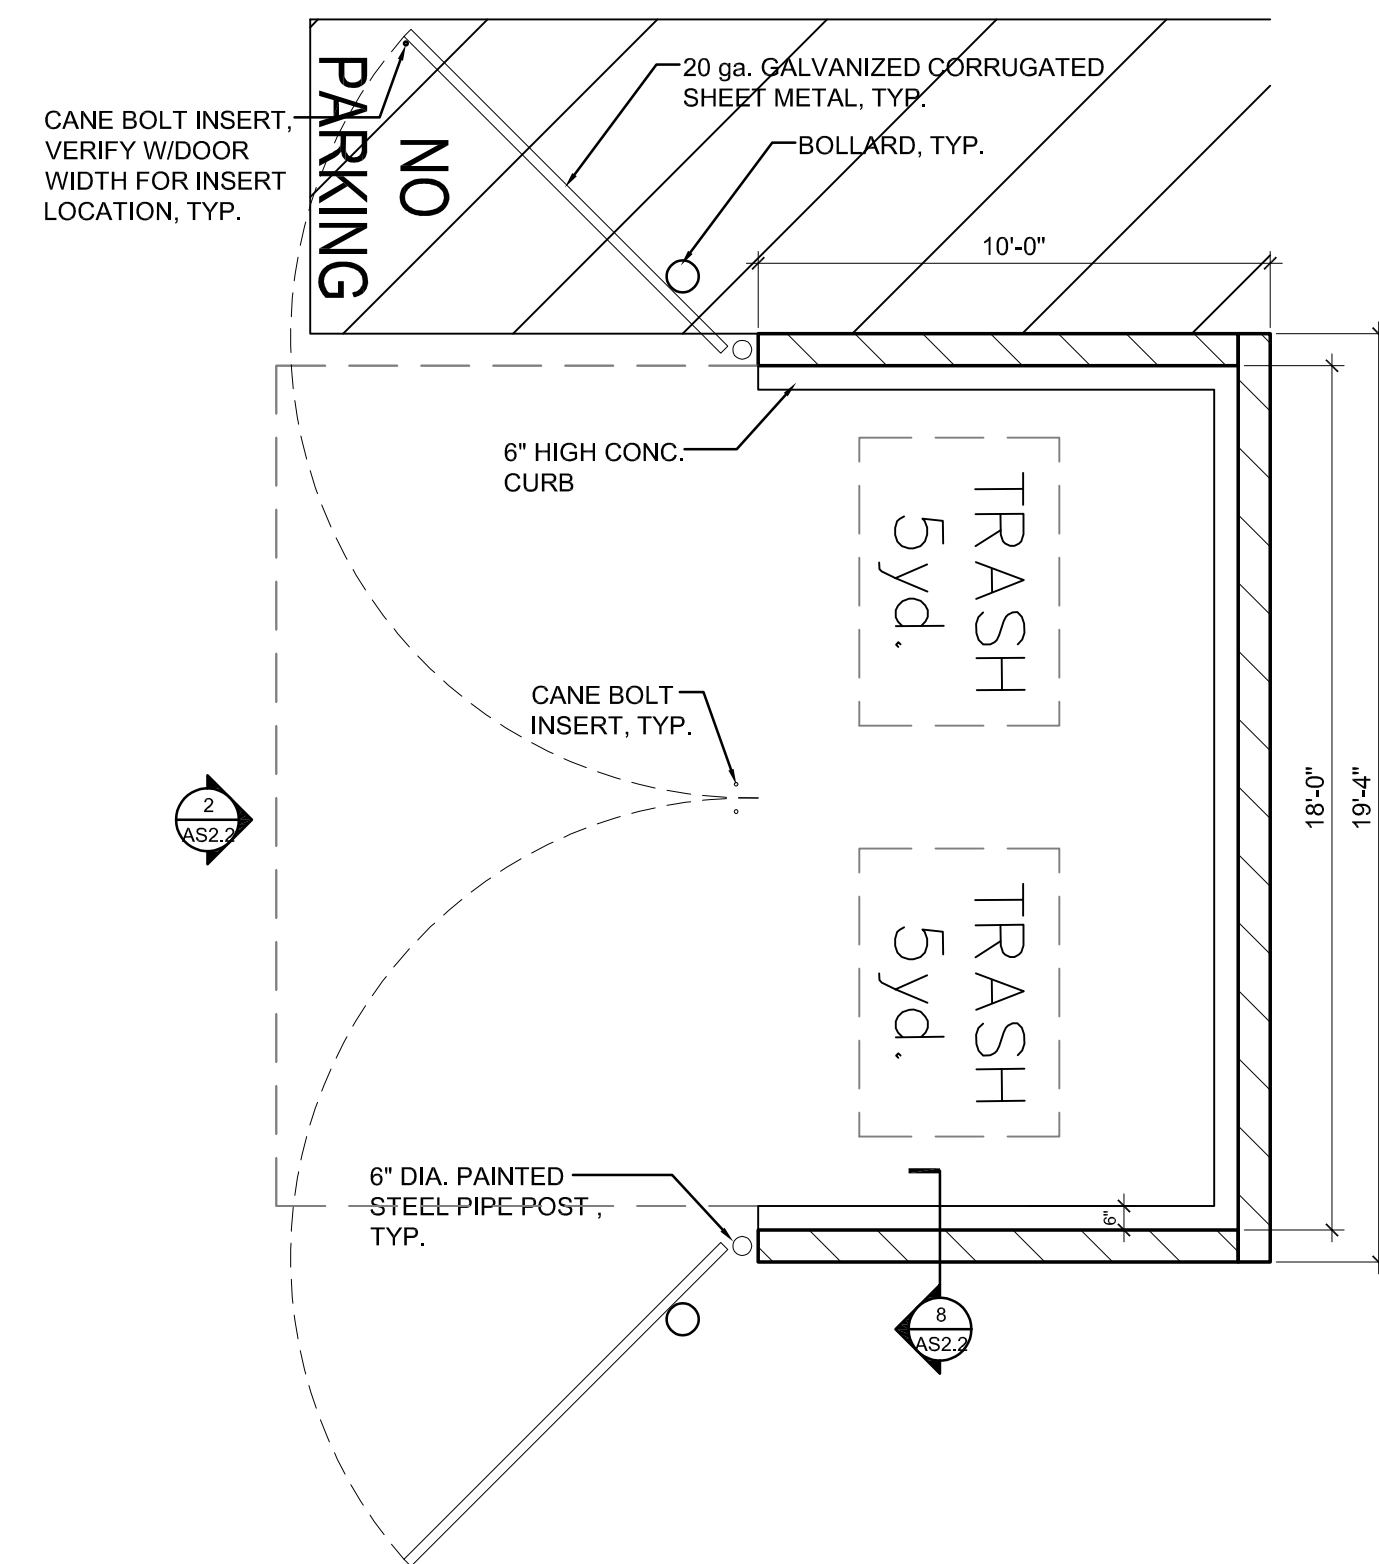 20 ga. GALVANIZED CORRUGATED
SHEET METAL, TYP.
CANE BOLT INSERT,
VERIFY W/DOOR
WIDTH FOR INSERT
LOCATION, TYP.
NO
PARKING
BOLLARD, TYP.
10'-0"
6" HIGH CONC.
CURB
TRASH
5yd.
CANE BOLT
INSERT, TYP.
2
AS2.2
18'-0"
19'-4"
TRASH
5yd.
6" DIA. PAINTED
STEEL PIPE POST ,
TYP.
6"
8
AS2.2